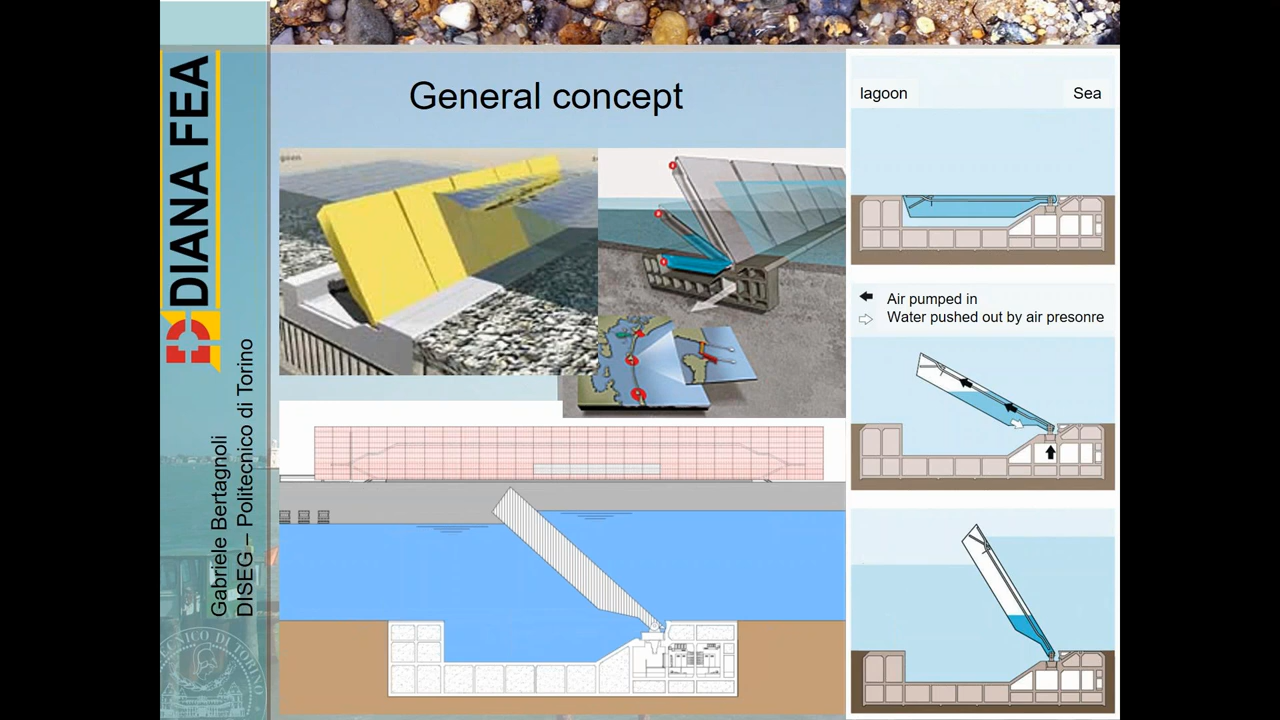 General concept
lagoon
Sea
Air pumped in
Water pushed out by air presonre
DIANA FEA
Gabriele Bertagnoli
DISEG – Politecnico di Torino